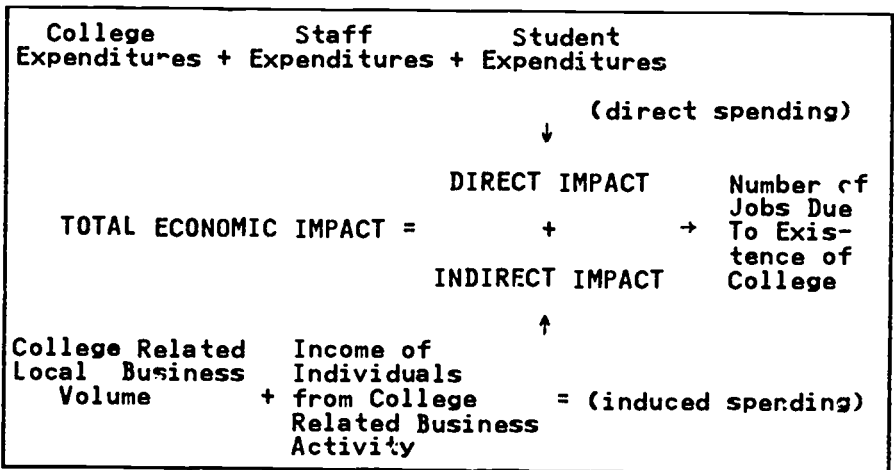 College Staff Student
Expenditures + Expenditures + Expenditures
(direct spending)
↓
DIRECT IMPACT Number of
Jobs Due
TOTAL ECONOMIC IMPACT = + → To Exis-
tence of
INDIRECT IMPACT College
↑
College Related Income of
Local Business Individuals
Volume + from College = (induced spending)
Related Business
Activity